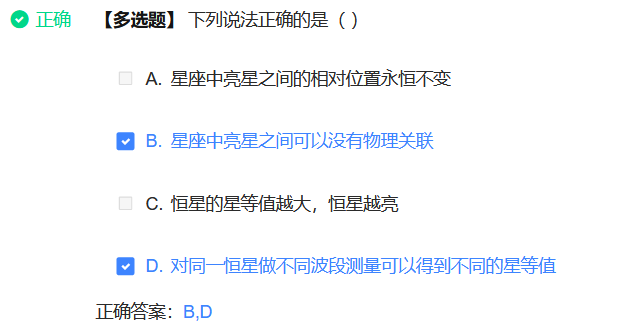 正确 【多选题】 下列说法正确的是（ ）
A. 星座中亮星之间的相对位置永恒不变
B. 星座中亮星之间可以没有物理关联
C. 恒星的星等值越大，恒星越亮
D. 对同一恒星做不同波段测量可以得到不同的星等值
正确答案：B,D